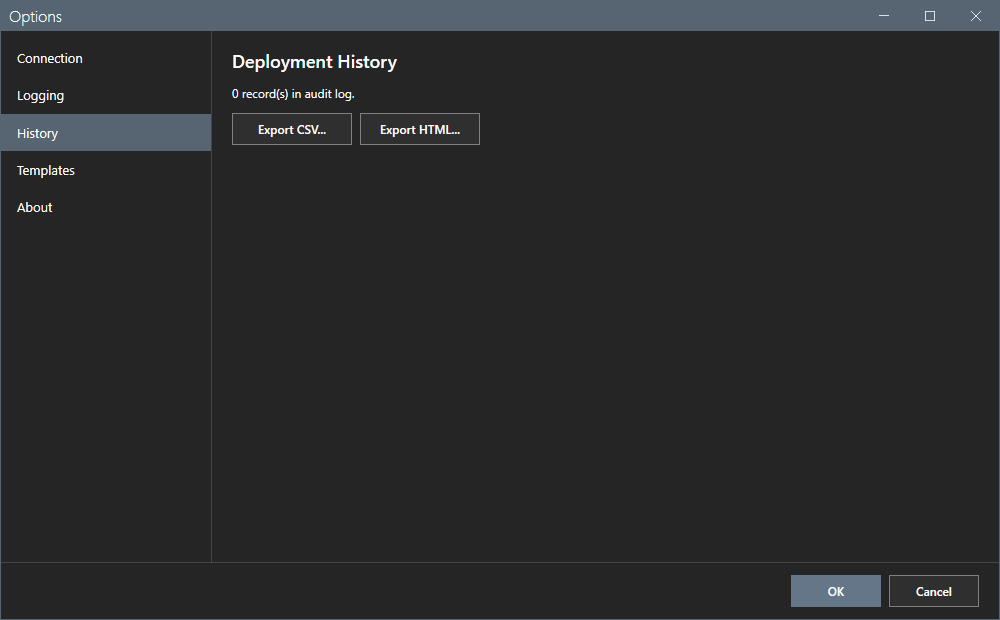 Options
Connection
Logging
History
Templates
About
Deployment History
0 record(s) in audit log.
Export CSV...
Export HTML...
OK
Cancel